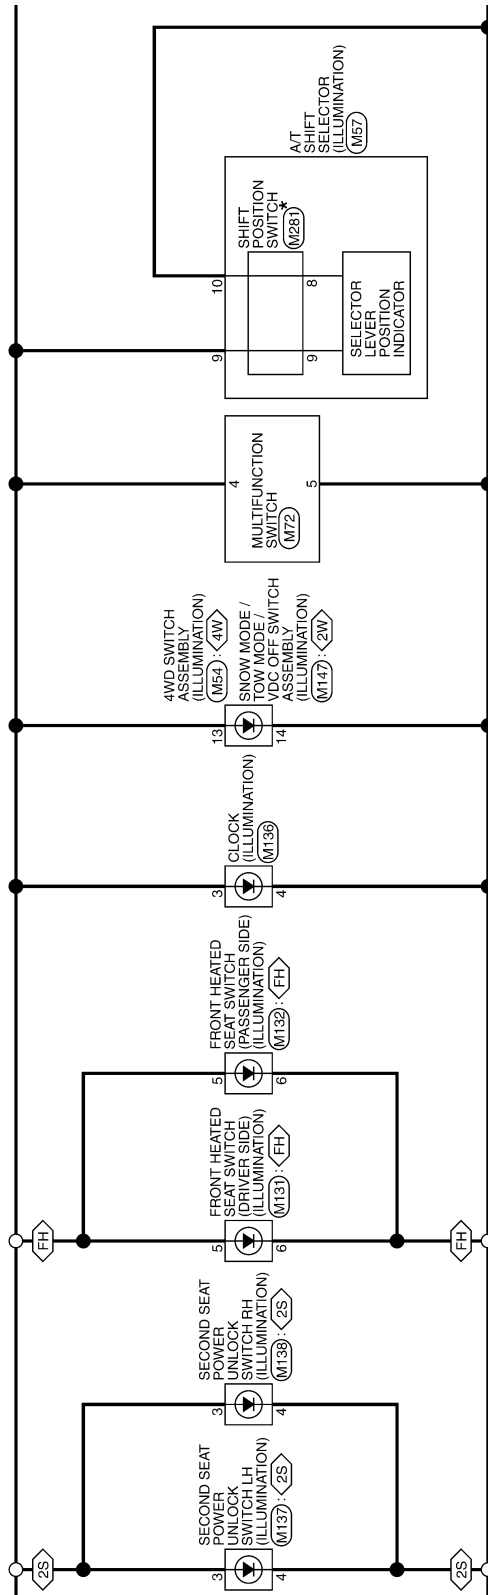 2S
3
4
SECOND SEAT
POWER
UNLOCK
SWITCH LH
(ILLUMINATION)
M137 : 2S
2S
3
4
SECOND SEAT
POWER
UNLOCK
SWITCH RH
(ILLUMINATION)
M138 : 2S
FH
5
6
FRONT HEATED
SEAT SWITCH
(DRIVER SIDE)
(ILLUMINATION)
M131 : FH
FH
5
6
FRONT HEATED
SEAT SWITCH
(PASSENGER SIDE)
(ILLUMINATION)
M132 : FH
3
4
CLOCK
(ILLUMINATION)
M136
13
14
4WD SWITCH
ASSEMBLY
(ILLUMINATION)
M54 : 4W
SNOW MODE /
TOW MODE /
VDC OFF SWITCH
ASSEMBLY
(ILLUMINATION)
M147 : 2W
4
MULTIFUNCTION
SWITCH
M72
5
9
10
SHIFT
POSITION
SWITCH*
M281
9
8
SELECTOR
LEVER
POSITION
INDICATOR
A/T
SHIFT
SELECTOR
(ILLUMINATION)
M57